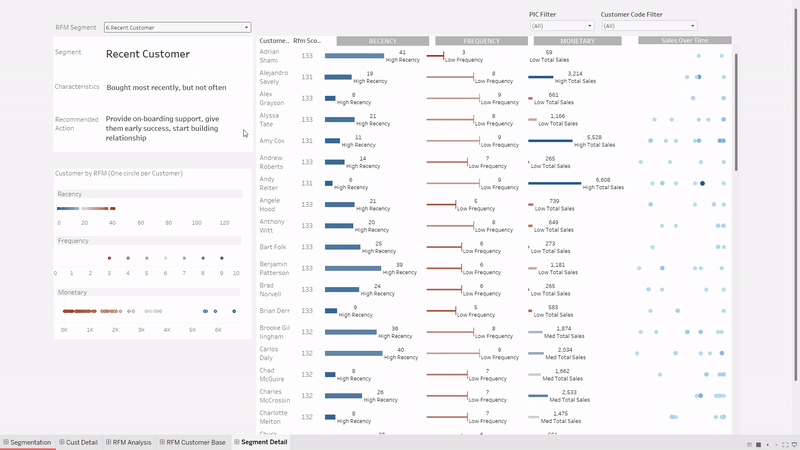 RFM Segment
6.Recent Customer
PIC Filter
Customer Code Filter
(All)
(All)
Segment
Recent Customer
Characteristics
Bought most recently, but not often
Recommended
Action
Provide on-boarding support, give
them early success, start building
relationship
Customer by RFM (One circle per Customer)
Recency
0 20 40 60 80 100 120
Frequency
0 1 2 3 4 5 6 7 8 9 10
Monetary
0K 1K 2K 3K 4K 5K 6K
Custome.. Rfm Sco.. RECENCY FREQUENCY MONETARY Sales Over Time
Adrian
Shami 133 41 High Recency 3 Low Frequency 59 Low Total Sales
Alejandro
Savely 131 19 High Recency 8 Low Frequency 3,214 High Total Sales
Alex
Grayson 133 8 High Recency 9 Low Frequency 661 Low Total Sales
Alyssa
Tate 133 21 High Recency 8 Low Frequency 1,166 Low Total Sales
Amy Cox 131 11 High Recency 9 Low Frequency 5,528 High Total Sales
Andrew
Roberts 133 14 High Recency 7 Low Frequency 265 Low Total Sales
Andy
Reiter 131 6 High Recency 9 Low Frequency 6,608 High Total Sales
Angele
Hood 133 21 High Recency 5 Low Frequency 739 Low Total Sales
Anthony
Witt 133 20 High Recency 8 Low Frequency 649 Low Total Sales
Bart Folk 133 25 High Recency 6 Low Frequency 273 Low Total Sales
Benjamin
Patterson 133 39 High Recency 6 Low Frequency 1,181 Low Total Sales
Brad
Norvell 133 24 High Recency 6 Low Frequency 265 Low Total Sales
Brian Derr 133 9 High Recency 5 Low Frequency 583 Low Total Sales
Brooke Gil
lingham 132 36 High Recency 8 Low Frequency 1,874 Med Total Sales
Carlos
Daly 132 40 High Recency 9 Low Frequency 2,034 Med Total Sales
Chad
McGuire 132 8 High Recency 7 Low Frequency 1,662 Med Total Sales
Charles
McCrossin 132 26 High Recency 7 Low Frequency 2,533 Med Total Sales
Charlotte
Melton 132 8 High Recency 7 Low Frequency 1,475 Med Total Sales
Segmentation Cust Detail RFM Analysis RFM Customer Base Segment Detail